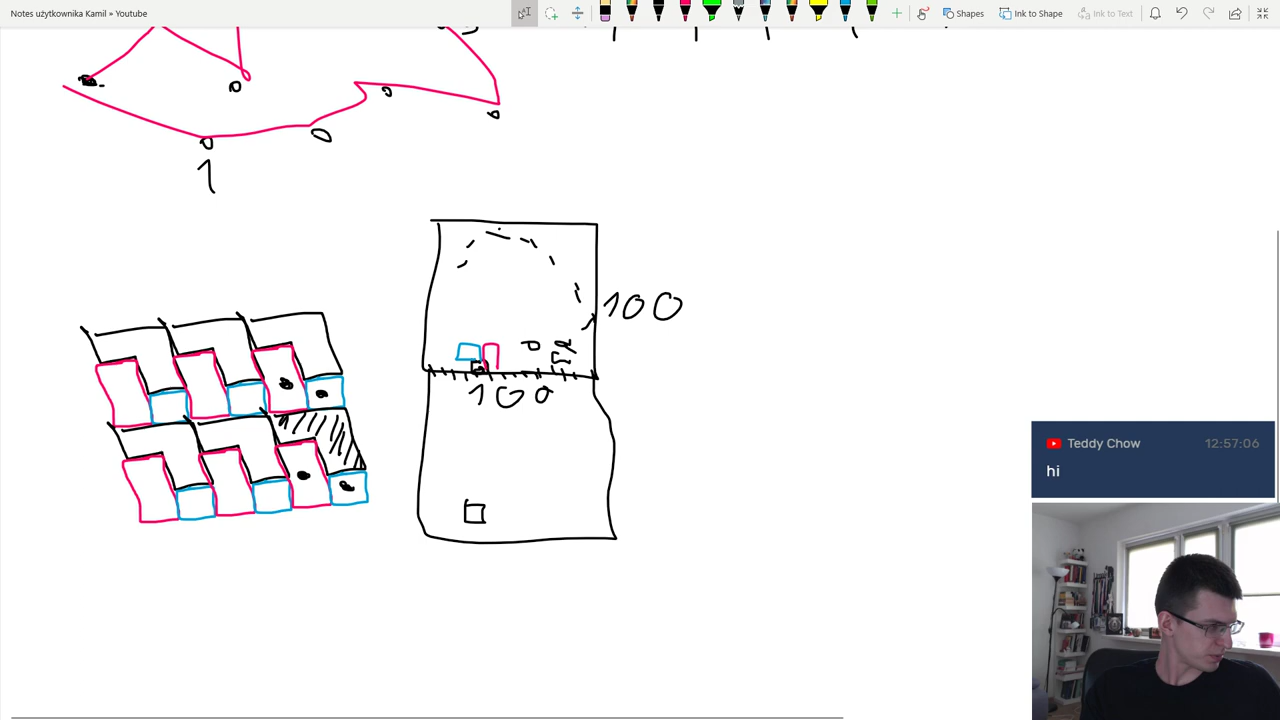 Notes użytkownika Kamil » Youtube
Shapes
Ink to Shape
Ink to Text
1
100
100
Teddy Chow 12:57:06
hi